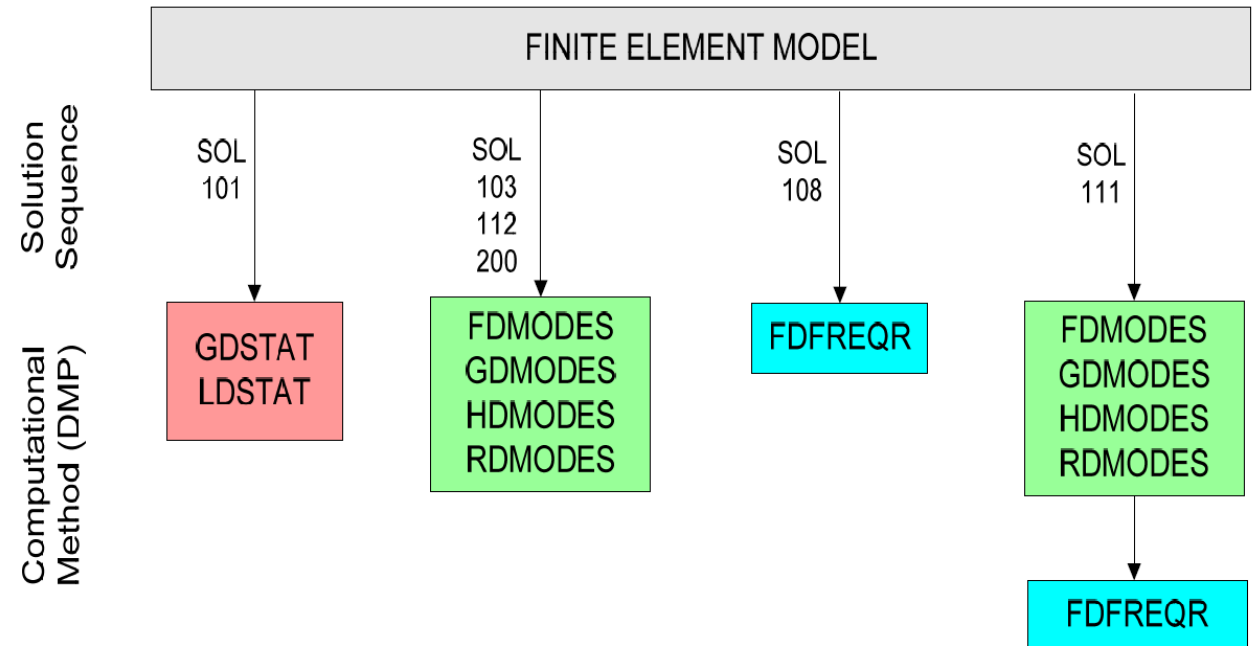 FINITE ELEMENT MODEL
Solution
Sequence
SOL
101
SOL
103
112
200
SOL
108
SOL
111
Computational
Method (DMP)
GDSTAT
LDSTAT
FDMODES
GDMODES
HDMODES
RDMODES
FDFREQR
FDMODES
GDMODES
HDMODES
RDMODES
FDFREQR